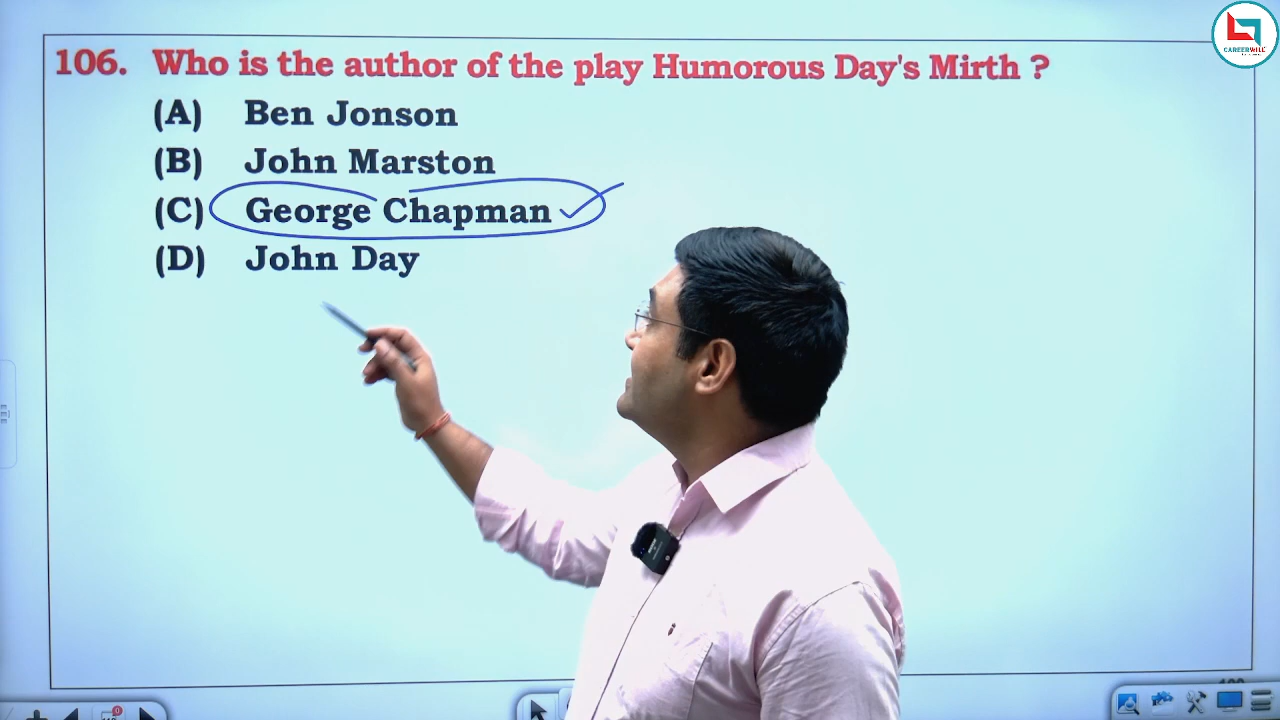 106. Who is the author of the play Humorous Day's Mirth ?
(A) Ben Jonson
(B) John Marston
(C) George Chapman
(D) John Day
CAREERWILL